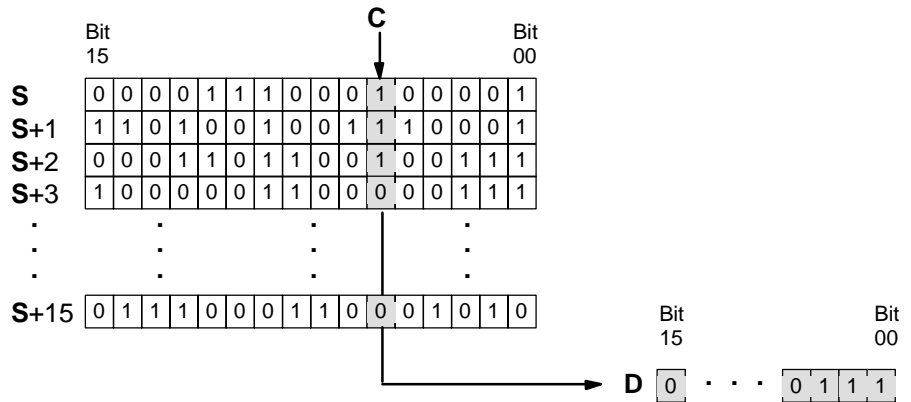 C
Bit Bit
15 00
S 0 0 0 0 1 1 1 0 0 0 1 0 0 0 0 1
S+1 1 1 0 1 0 0 1 0 0 1 1 1 0 0 0 1
S+2 0 0 0 1 1 0 1 1 0 0 1 0 0 1 1 1
S+3 1 0 0 0 0 0 1 1 0 0 0 0 0 1 1 1
S+15 0 1 1 1 0 0 0 1 1 0 0 0 1 0 1 0
Bit Bit
15 00
D 0 0 1 1 1